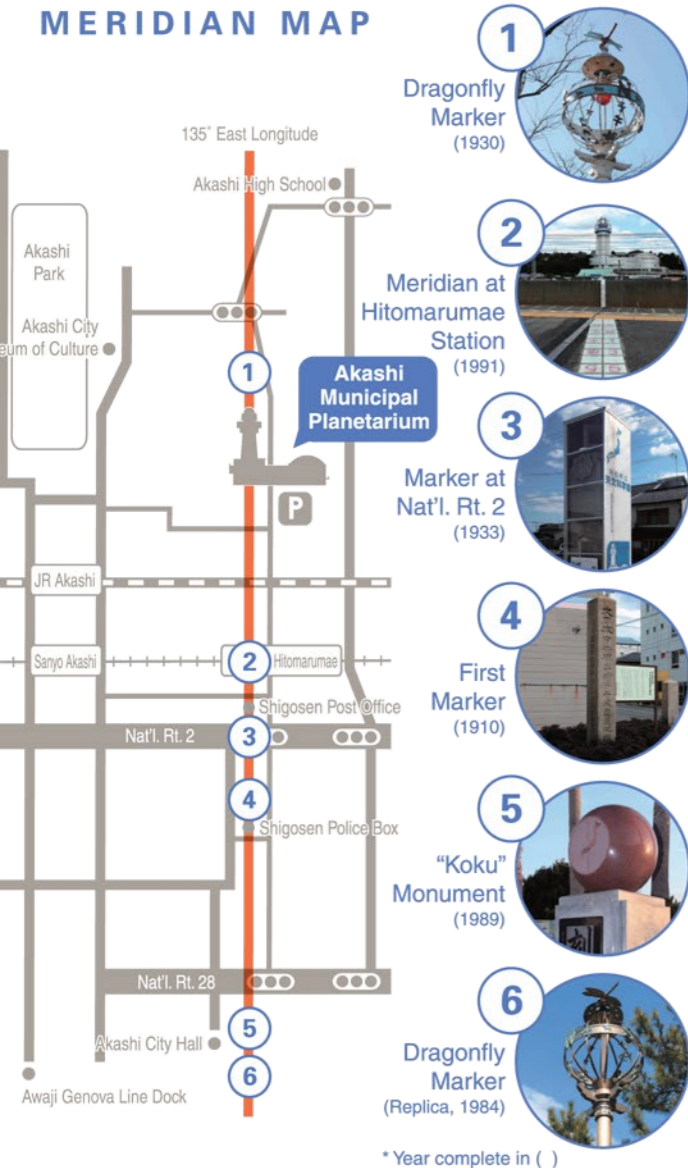 MERIDIAN MAP
135° East Longitude
Akashi High School
Akashi
Park
Akashi City
eum of Culture
1
Akashi
Municipal
Planetarium
P
JR Akashi
Sanyo Akashi
2
Hitomarumae
Shigosen Post Office
Nat'l. Rt. 2
3
4
Shigosen Police Box
Nat'l. Rt. 28
5
Akashi City Hall
6
Awaji Genova Line Dock
1
Dragonfly
Marker
(1930)
2
Meridian at
Hitomarumae
Station
(1991)
3
Marker at
Nat'l. Rt. 2
(1933)
4
First
Marker
(1910)
5
“Koku”
Monument
(1989)
刻
6
Dragonfly
Marker
(Replica, 1984)
* Year complete in ( )